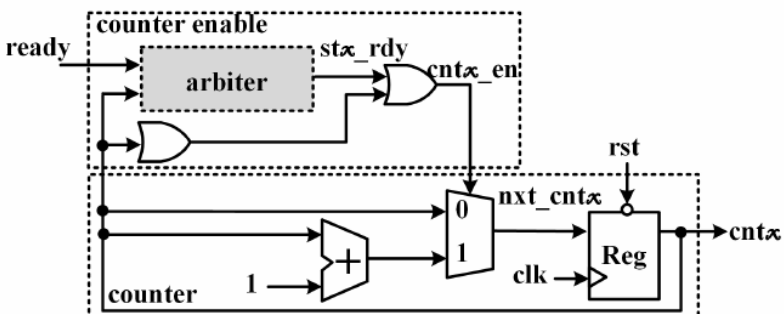 counter enable
ready
stx_rdy
arbiter
cntx_en
rst
0
nxt_cntx
1
+
Reg
cntx
clk
1
counter